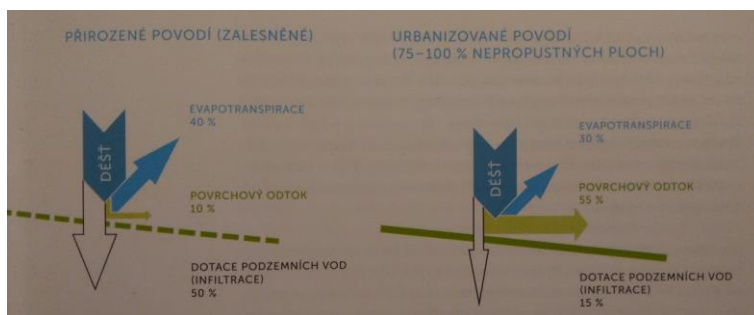 PŘIROZENÉ POVODÍ (ZALESNĚNÉ)
DÉŠŤ
EVAPOTRANSPIRACE
40 %
POVRCHOVÝ ODTOK
10 %
DOTACE PODZEMNÍCH VOD
(INFILTRACE)
50 %
URBANIZOVANÉ POVODÍ
(75–100 % NEPROPUSTNÝCH PLOCH)
DÉŠŤ
EVAPOTRANSPIRACE
30 %
POVRCHOVÝ ODTOK
55 %
DOTACE PODZEMNÍCH VOD
(INFILTRACE)
15 %